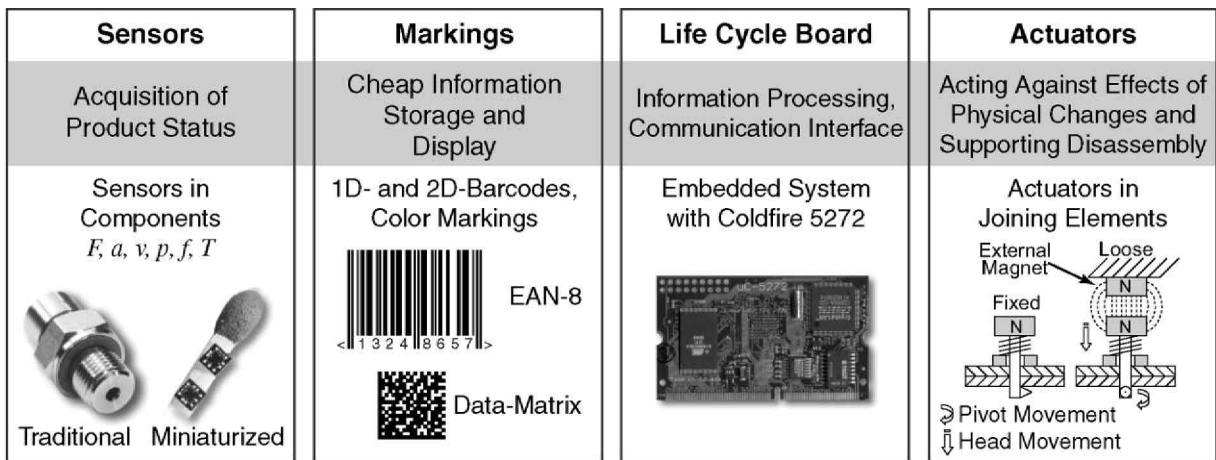 Sensors
Acquisition of
Product Status
Sensors in
Components
F, a, v, p, f, T
Traditional
Miniaturized
Markings
Cheap Information
Storage and
Display
1D- and 2D-Barcodes,
Color Markings
EAN-8
< 1324 8657 >
Data-Matrix
Life Cycle Board
Information Processing,
Communication Interface
Embedded System
with Coldfire 5272
uC-5272
Actuators
Acting Against Effects of
Physical Changes and
Supporting Disassembly
Actuators in
Joining Elements
External
Magnet
Loose
N
Fixed
N
N
Pivot Movement
Head Movement